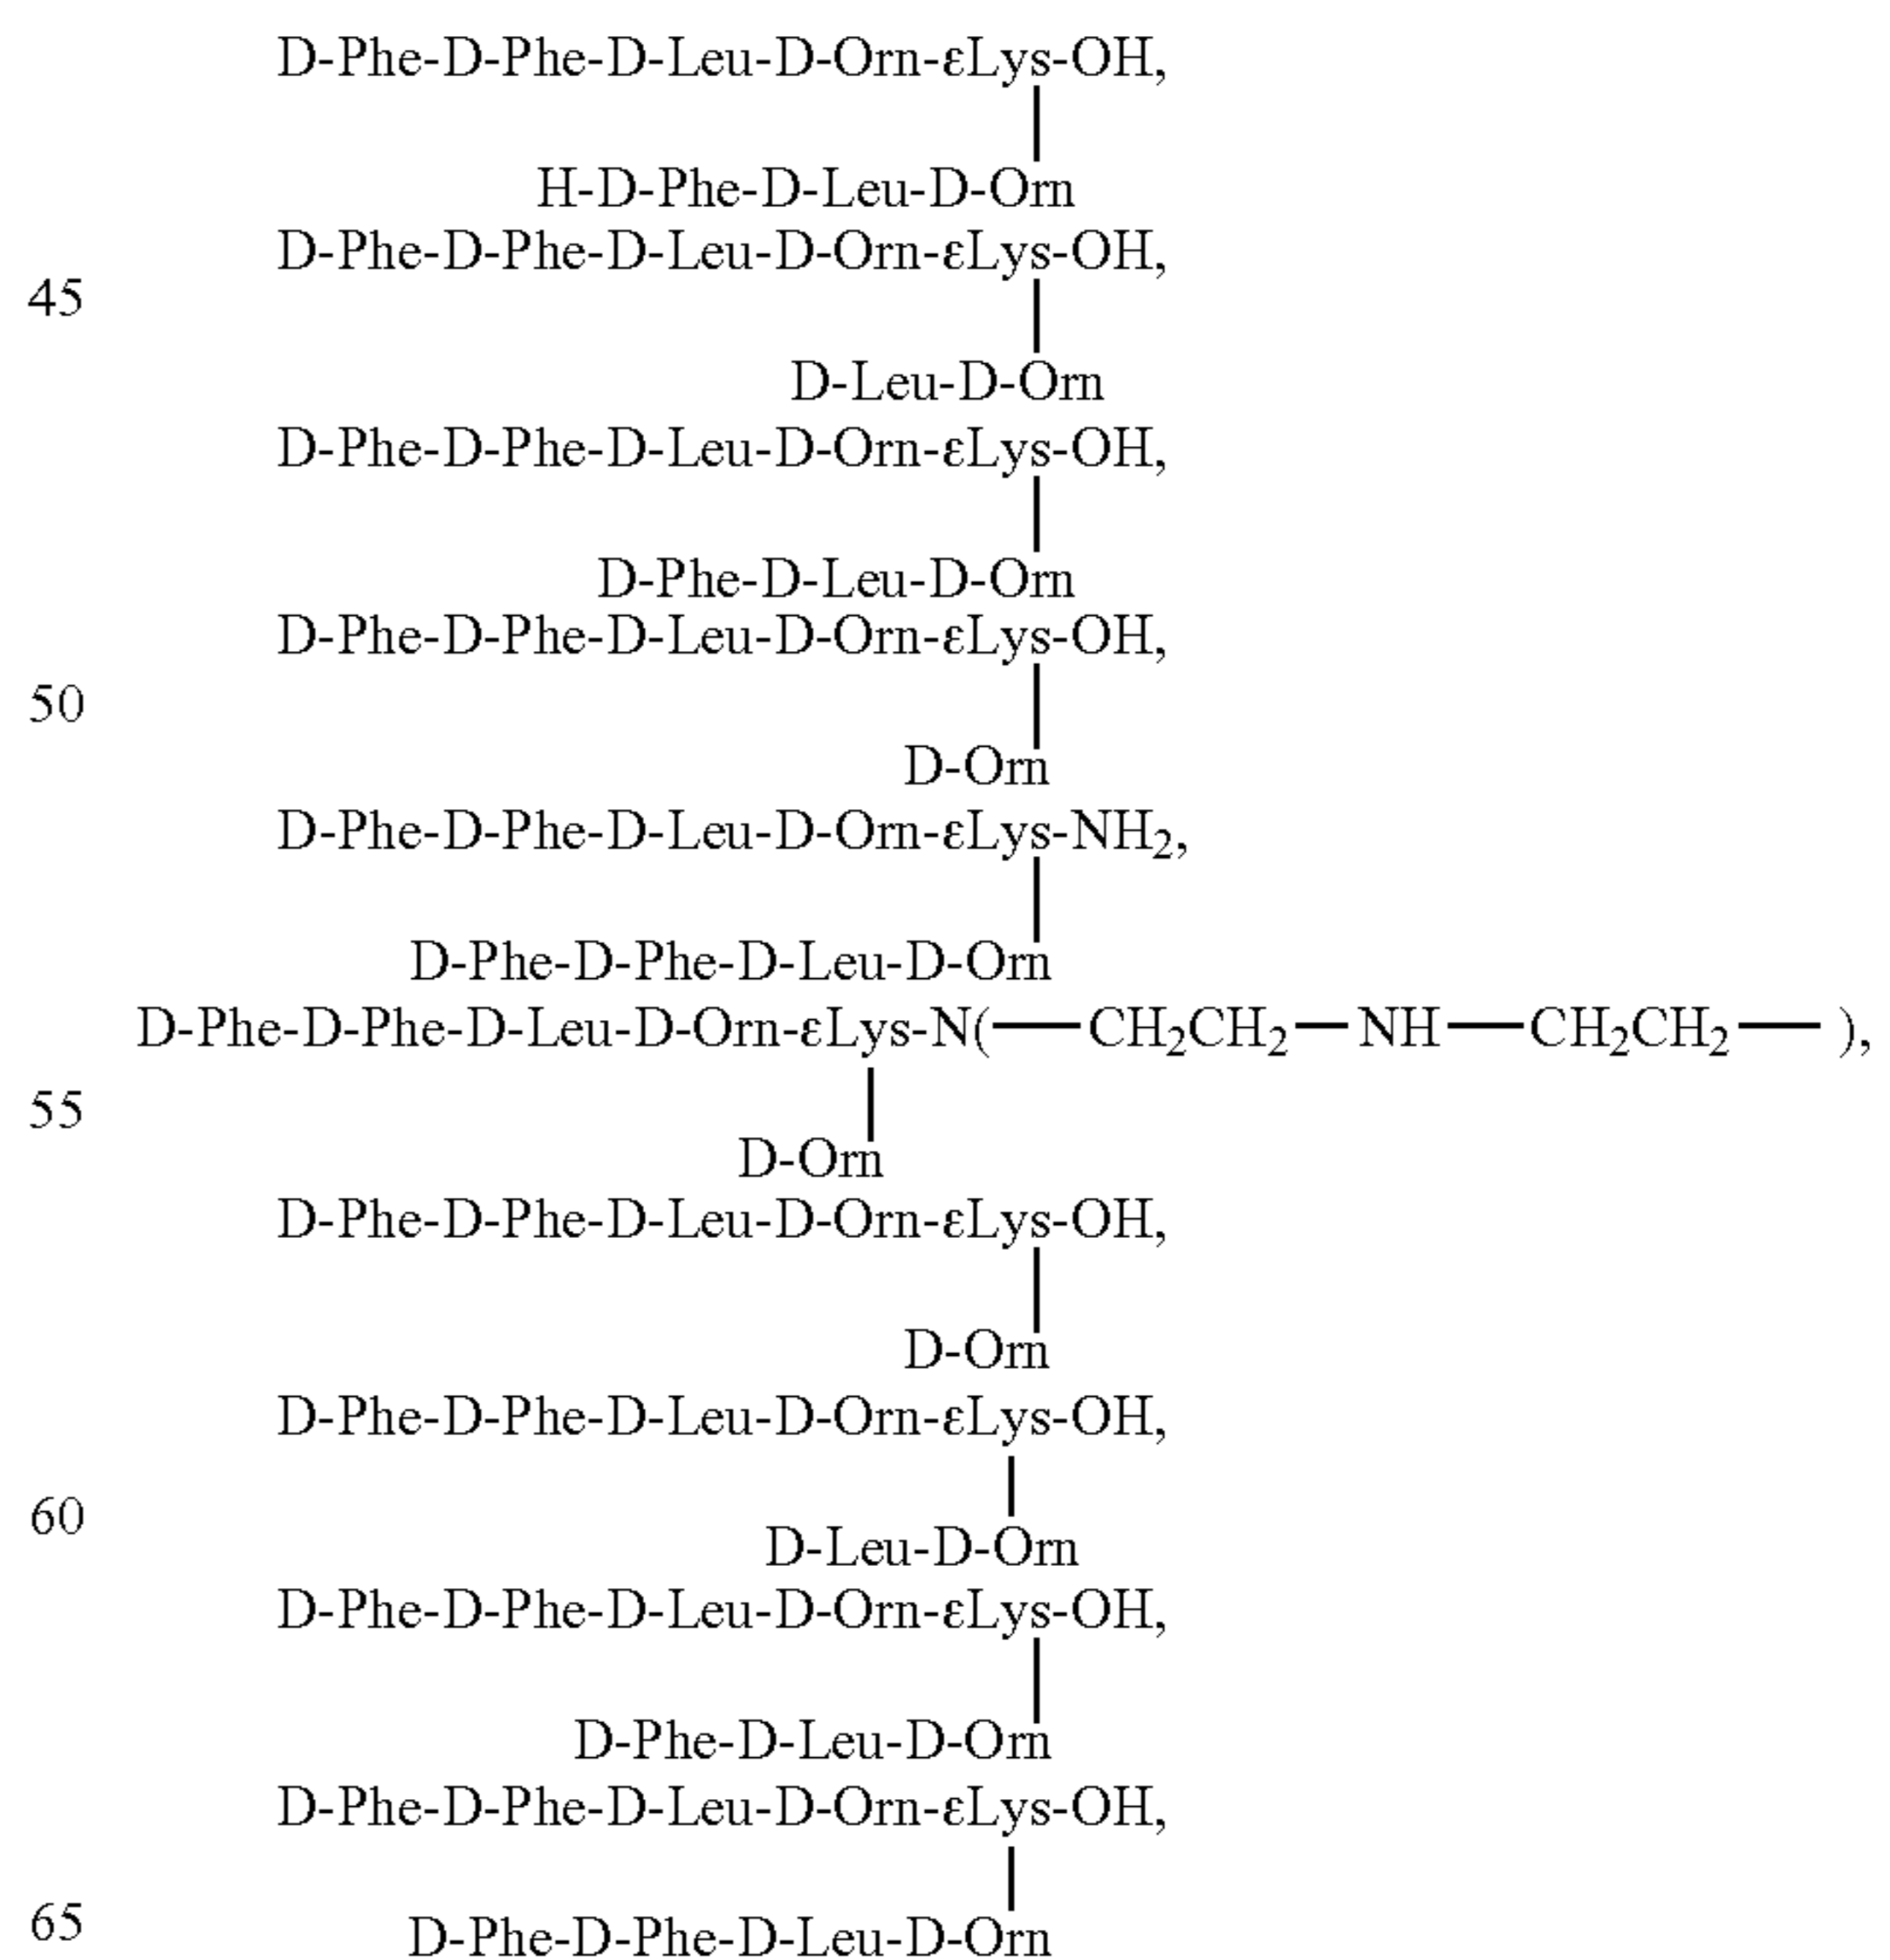 D-Phe-D-Phe-D-Leu-D-Orn-εLys-OH,
H-D-Phe-D-Leu-D-Orn
D-Phe-D-Phe-D-Leu-D-Orn-εLys-OH,
45
D-Leu-D-Orn
D-Phe-D-Phe-D-Leu-D-Orn-εLys-OH,
D-Phe-D-Leu-D-Orn
D-Phe-D-Phe-D-Leu-D-Orn-εLys-OH,
50
D-Orn
D-Phe-D-Phe-D-Leu-D-Orn-εLys-NH₂,
D-Phe-D-Phe-D-Leu-D-Orn
D-Phe-D-Phe-D-Leu-D-Orn-εLys-N(—CH₂CH₂—NH—CH₂CH₂—),
55
D-Orn
D-Phe-D-Phe-D-Leu-D-Orn-εLys-OH,
D-Orn
D-Phe-D-Phe-D-Leu-D-Orn-εLys-OH,
60
D-Leu-D-Orn
D-Phe-D-Phe-D-Leu-D-Orn-εLys-OH,
D-Phe-D-Leu-D-Orn
D-Phe-D-Phe-D-Leu-D-Orn-εLys-OH,
65
D-Phe-D-Phe-D-Leu-D-Orn